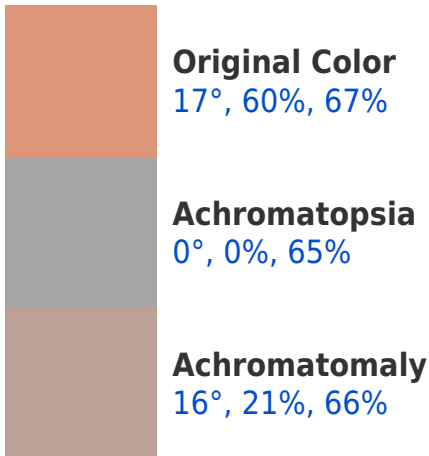 Original Color
17°, 60%, 67%
Achromatopsia
0°, 0%, 65%
Achromatomaly
16°, 21%, 66%